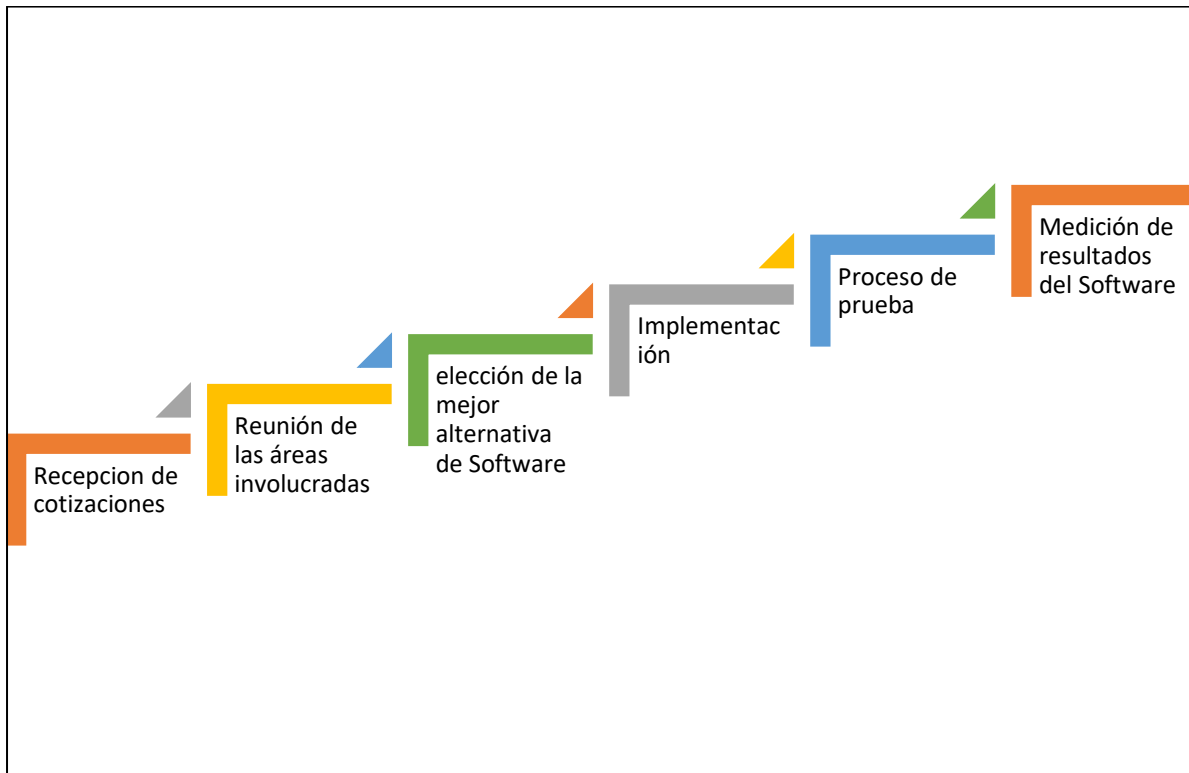 Recepcion de
cotizaciones
Reunión de
las áreas
involucradas
elección de la
mejor
alternativa
de Software
Implementac
ión
Proceso de
prueba
Medición de
resultados
del Software